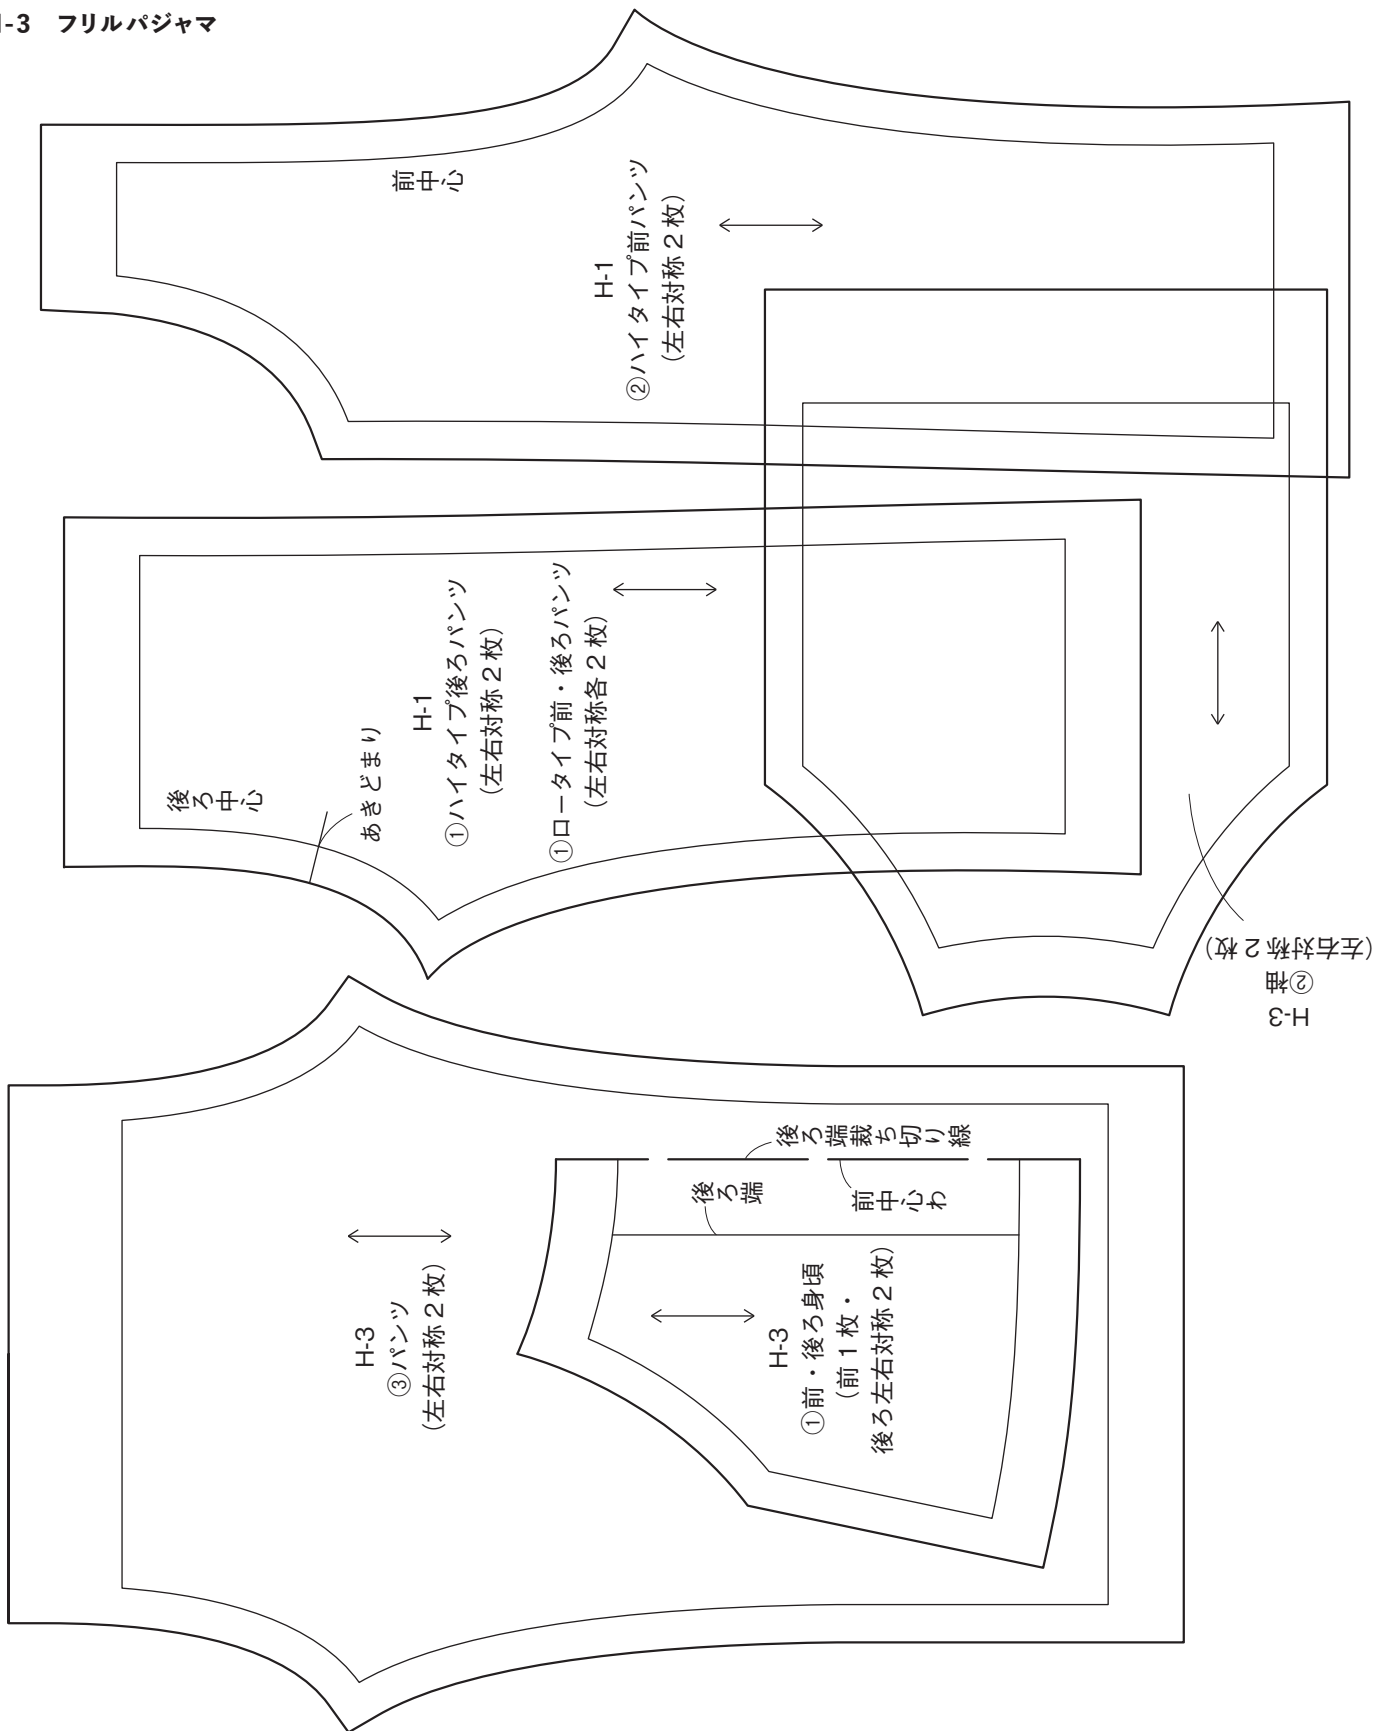 -3 フリルパジャマ
前中心
H-1
②ハイタイプ前パンツ
（左右対称２枚）
後ろ中心
あきどまり
H-1
①ハイタイプ後ろパンツ
（左右対称２枚）
①ロータイプ前・後ろパンツ
（左右対称各２枚）
H-3
②袖
（左右対称２枚）
H-3
③パンツ
（左右対称２枚）
後ろ端裁ち切り線
後ろ端
前中心わ
H-3
①前・後ろ身頃
（前１枚・
後ろ左右対称２枚）